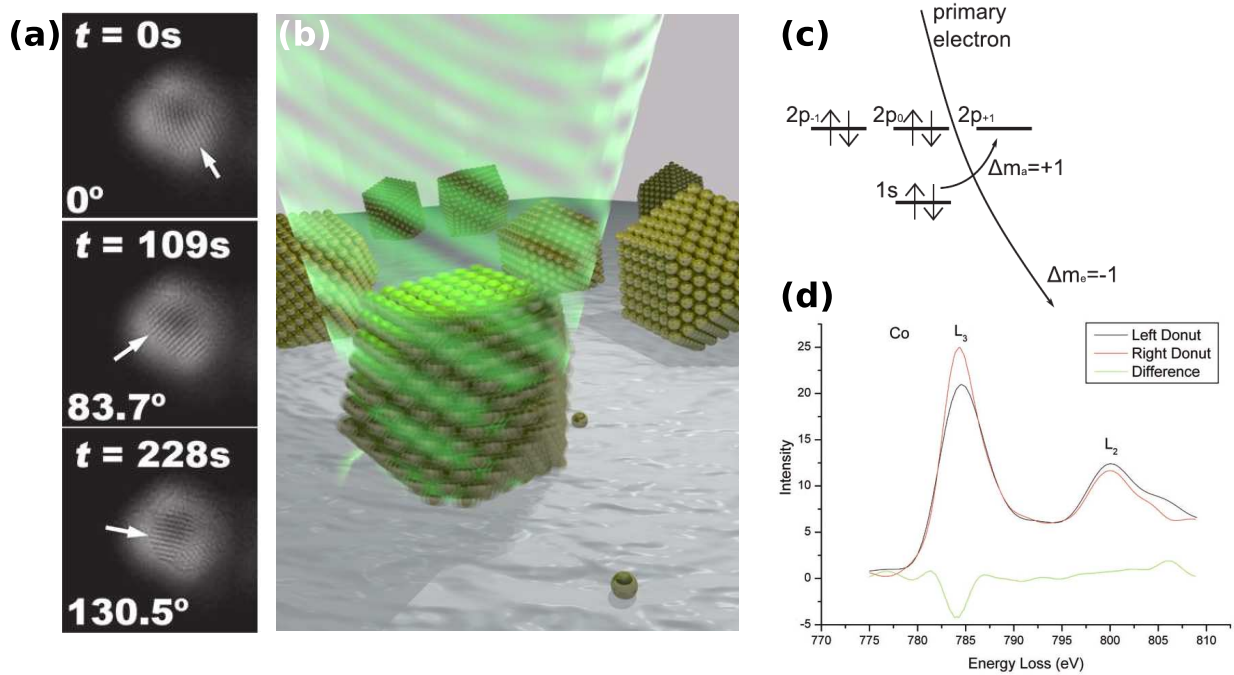 (a)
t = 0s
0º
t = 109s
83.7º
t = 228s
130.5º
(b)
(c)
primary
electron
2p-1 2p0 2p+1
1s
Δma=+1
Δme=-1
(d)
Co
L3
L2
Left Donut
Right Donut
Difference
25
20
15
10
5
0
-5
Intensity
770 775 780 785 790 795 800 805 810
Energy Loss (eV)